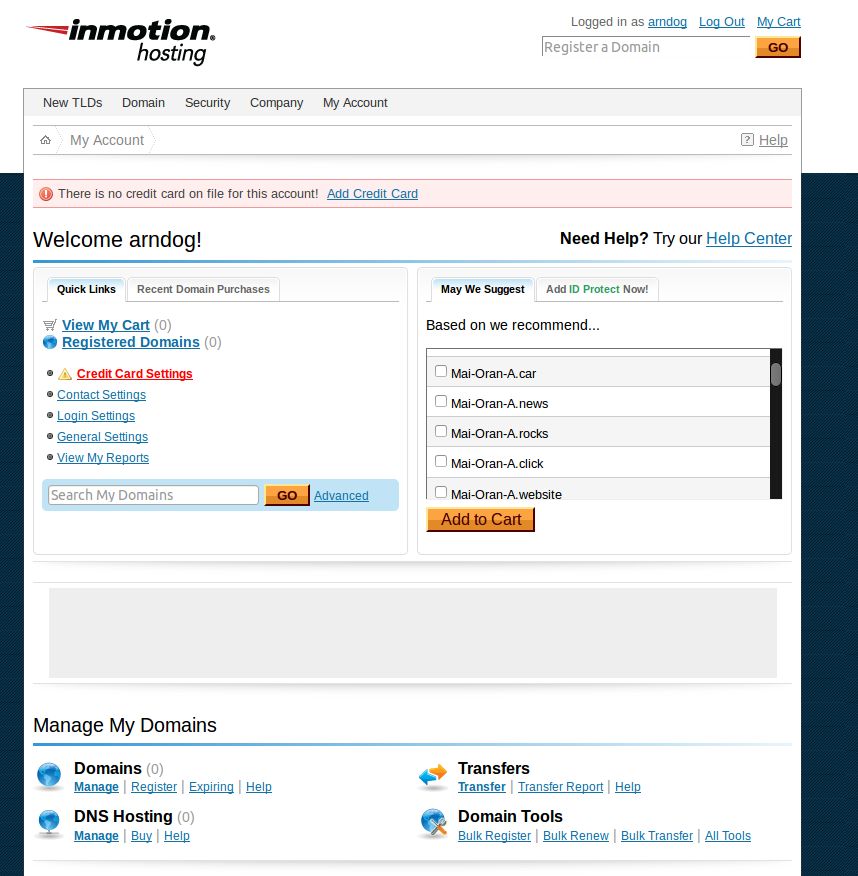 inmotion®
hosting
Logged in as arndog Log Out My Cart
Register a Domain GO
New TLDs Domain Security Company My Account
My Account ? Help
There is no credit card on file for this account! Add Credit Card
Welcome arndog!
Need Help? Try our Help Center
Quick Links Recent Domain Purchases
View My Cart (0)
Registered Domains (0)
Credit Card Settings
Contact Settings
Login Settings
General Settings
View My Reports
Search My Domains GO Advanced
May We Suggest Add ID Protect Now!
Based on we recommend...
Mai-Oran-A.car
Mai-Oran-A.news
Mai-Oran-A.rocks
Mai-Oran-A.click
Mai-Oran-A.website
Add to Cart
Manage My Domains
Domains (0)
Manage | Register | Expiring | Help
Transfers
Transfer | Transfer Report | Help
DNS Hosting (0)
Manage | Buy | Help
Domain Tools
Bulk Register | Bulk Renew | Bulk Transfer | All Tools